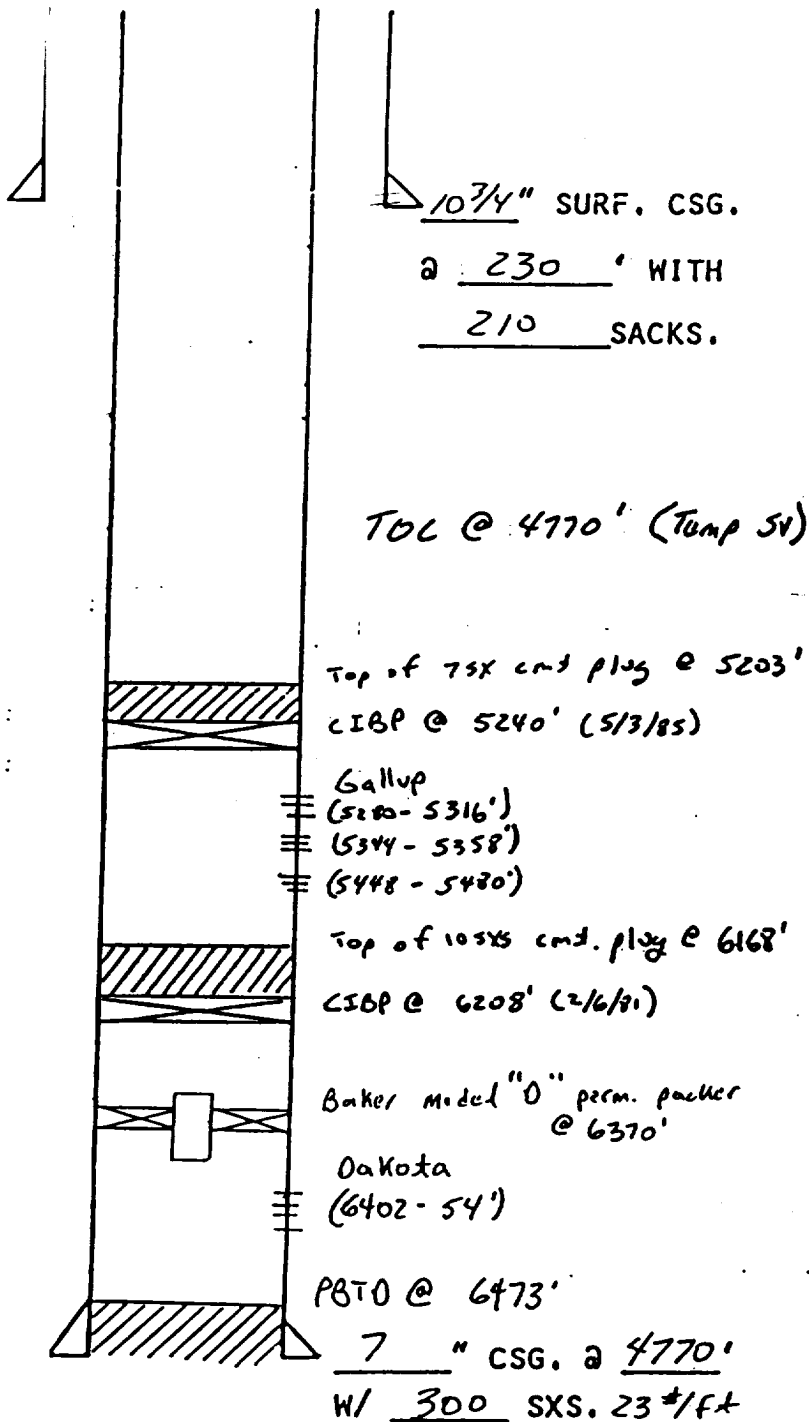 10 3/4" SURF. CSG.
@ 230 ' WITH
210 SACKS.
TOC @ 4770' (Temp SV)
Top of 7SX cmt plug @ 5203'
CIBP @ 5240' (5/3/85)
Gallup
(5280-5316')
(5344-5358')
(5448-5480')
Top of 10SXS cmt. plug @ 6168'
CIBP @ 6208' (2/6/81)
Baker Model "D" perm. packer
@ 6370'
Dakota
(6402-54')
PBTD @ 6473'
7 " CSG. @ 4770'
W/ 300 SXS. 23 #/ft